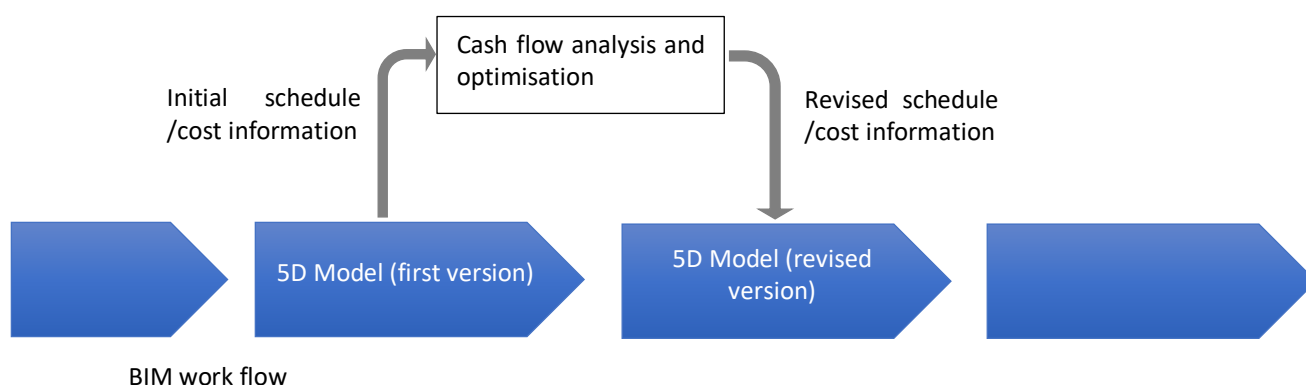 Cash flow analysis and
optimisation
Initial schedule
/cost information
Revised schedule
/cost information
5D Model (first version)
5D Model (revised
version)
BIM work flow